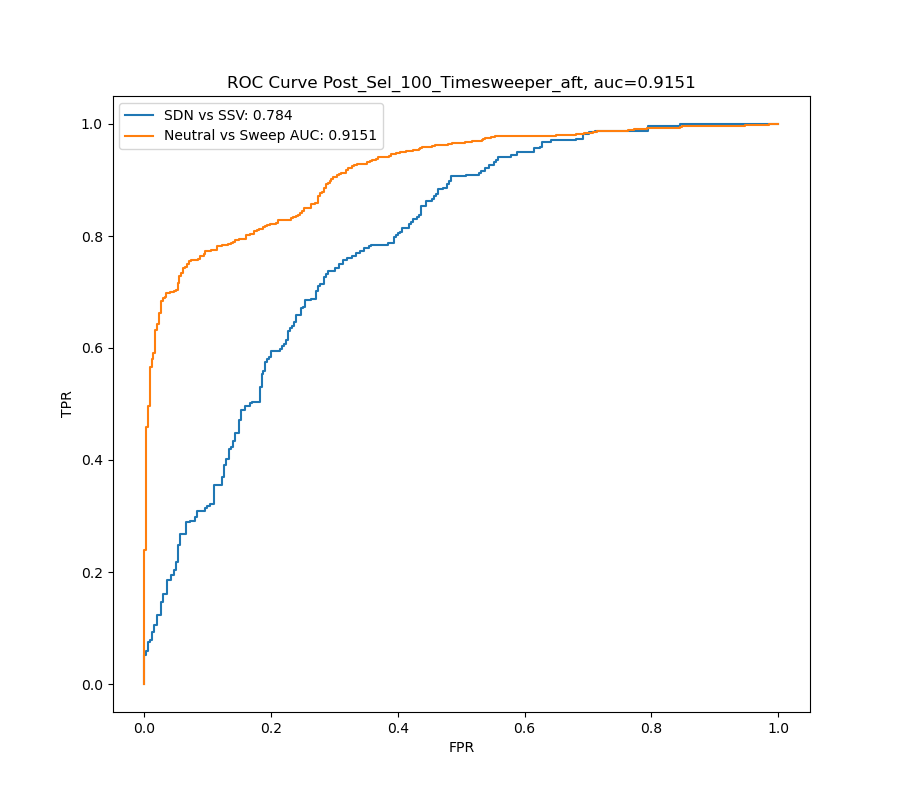 ROC Curve Post_Sel_100_Timesweeper_aft, auc=0.9151
SDN vs SSV: 0.784
Neutral vs Sweep AUC: 0.9151
1.0
0.8
0.6
0.4
0.2
0.0
TPR
0.0 0.2 0.4 0.6 0.8 1.0
FPR